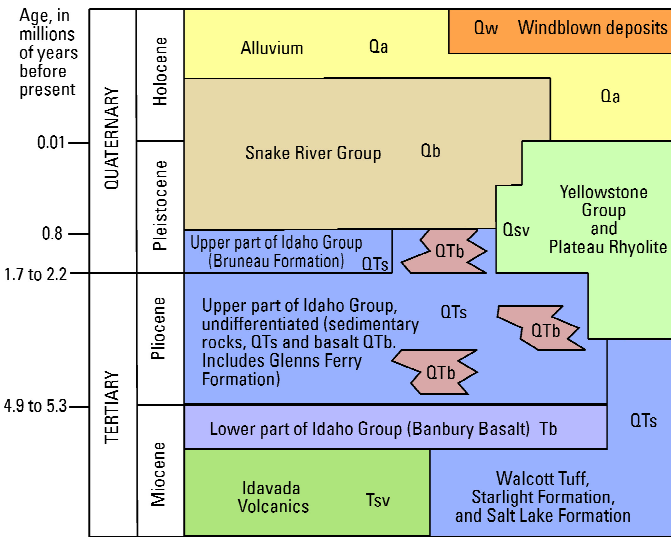 Age, in
millions
of years
before
present
0.01
0.8
1.7 to 2.2
4.9 to 5.3
QUATERNARY
TERTIARY
Holocene
Pleistocene
Pliocene
Miocene
Alluvium Qa
Qw Windblown deposits
Qa
Snake River Group Qb
Yellowstone
Group
and
Plateau Rhyolite
Qsv
Upper part of Idaho Group
(Bruneau Formation) QTs
QTb
Upper part of Idaho Group,
undifferentiated (sedimentary
rocks, QTs and basalt QTb.
Includes Glenns Ferry
Formation)
QTs
QTb
QTb
QTs
Lower part of Idaho Group (Banbury Basalt) Tb
Idavada
Volcanics
Tsv
Walcott Tuff,
Starlight Formation,
and Salt Lake Formation